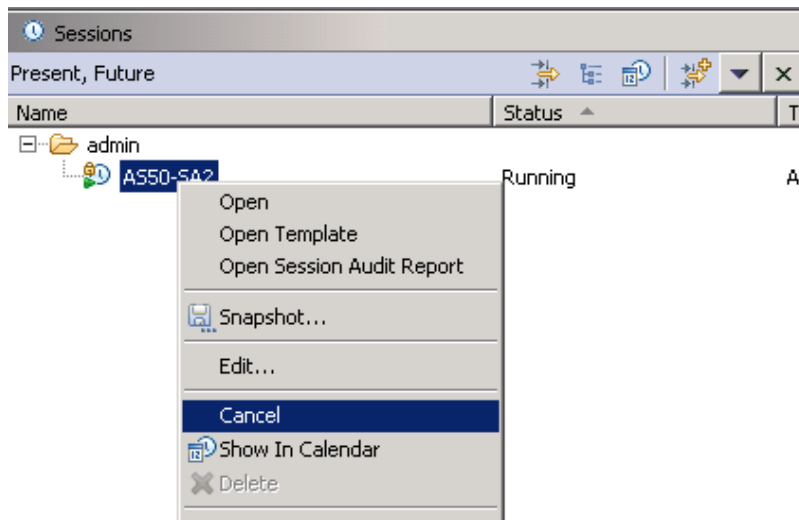 Sessions
Present, Future
Name Status T
admin
AS50-SA2 Running A
Open
Open Template
Open Session Audit Report
Snapshot...
Edit...
Cancel
Show In Calendar
Delete